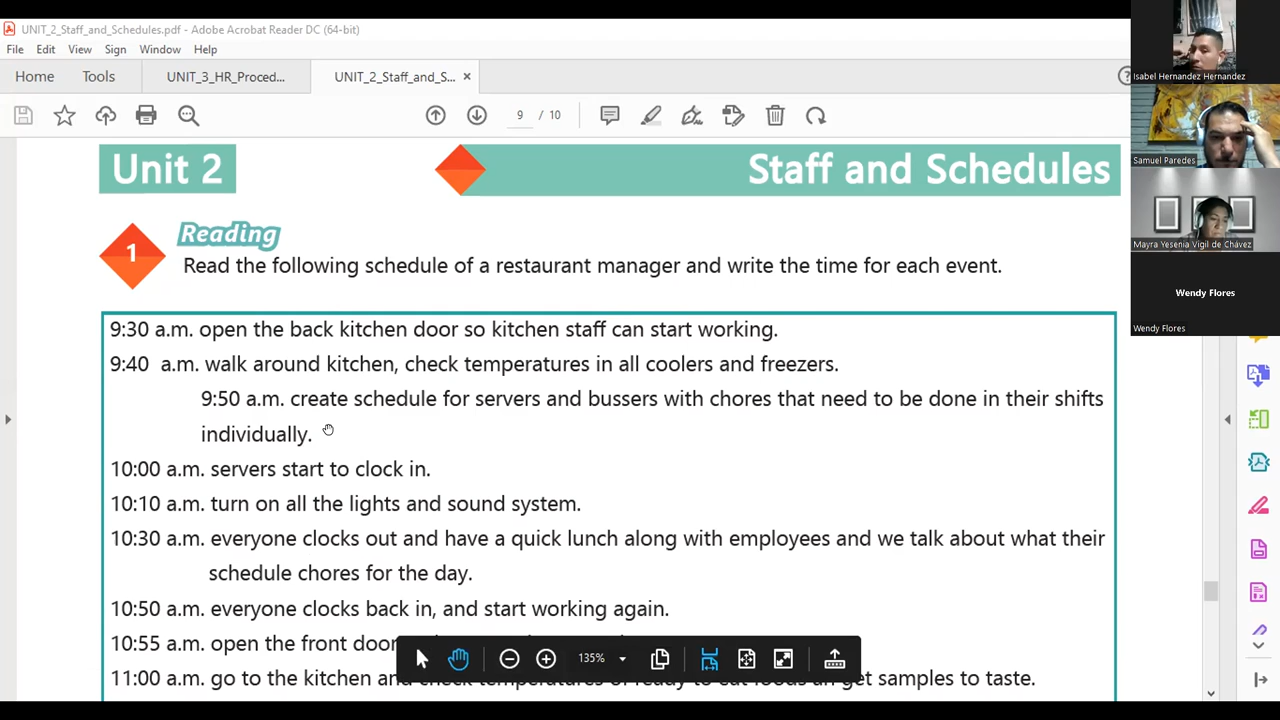 UNIT_2_Staff_and_Schedules.pdf - Adobe Acrobat Reader DC (64-bit)
File Edit View Sign Window Help
Home Tools UNIT_3_HR_Proced... UNIT_2_Staff_and_S... ×
9 / 10
Unit 2
Staff and Schedules
1
Reading
Read the following schedule of a restaurant manager and write the time for each event.
9:30 a.m. open the back kitchen door so kitchen staff can start working.
9:40 a.m. walk around kitchen, check temperatures in all coolers and freezers.
9:50 a.m. create schedule for servers and bussers with chores that need to be done in their shifts
individually.
10:00 a.m. servers start to clock in.
10:10 a.m. turn on all the lights and sound system.
10:30 a.m. everyone clocks out and have a quick lunch along with employees and we talk about what their
schedule chores for the day.
10:50 a.m. everyone clocks back in, and start working again.
10:55 a.m. open the front door
11:00 a.m. go to the kitchen and check temperatures of ready to eat foods an get samples to taste.
135%
Isabel Hernandez Hernandez
Samuel Paredes
Mayra Yesenia Vigil de Chávez
Wendy Flores
Wendy Flores